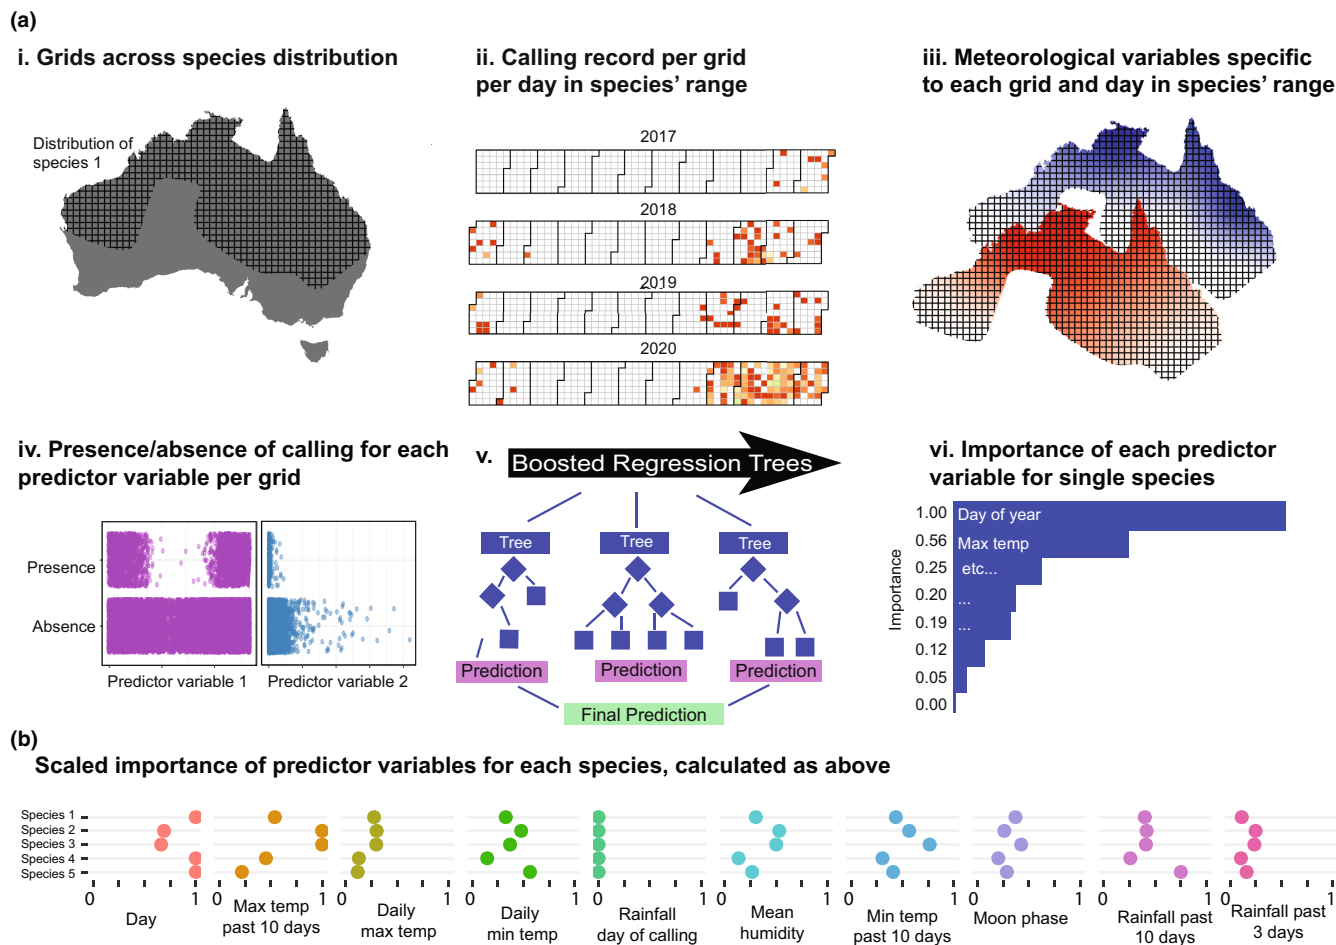 (a)
i. Grids across species distribution
Distribution of
species 1
ii. Calling record per grid
per day in species' range
2017
2018
2019
2020
iii. Meteorological variables specific
to each grid and day in species' range
iv. Presence/absence of calling for each
predictor variable per grid
Presence
Absence
Predictor variable 1
Predictor variable 2
v.
Boosted Regression Trees
Tree
Tree
Tree
Prediction
Prediction
Prediction
Final Prediction
vi. Importance of each predictor
variable for single species
Importance
1.00
Day of year
0.56
Max temp
0.25
etc...
0.20
...
0.19
...
0.12
0.05
0.00
(b)
Scaled importance of predictor variables for each species, calculated as above
Species 1
Species 2
Species 3
Species 4
Species 5
0 1
Day
0 1
Max temp
past 10 days
0 1
Daily
max temp
0 1
Daily
min temp
0 1
Rainfall
day of calling
0 1
Mean
humidity
0 1
Min temp
past 10 days
0 1
Moon phase
0 1
Rainfall past
10 days
0 1
Rainfall past
3 days